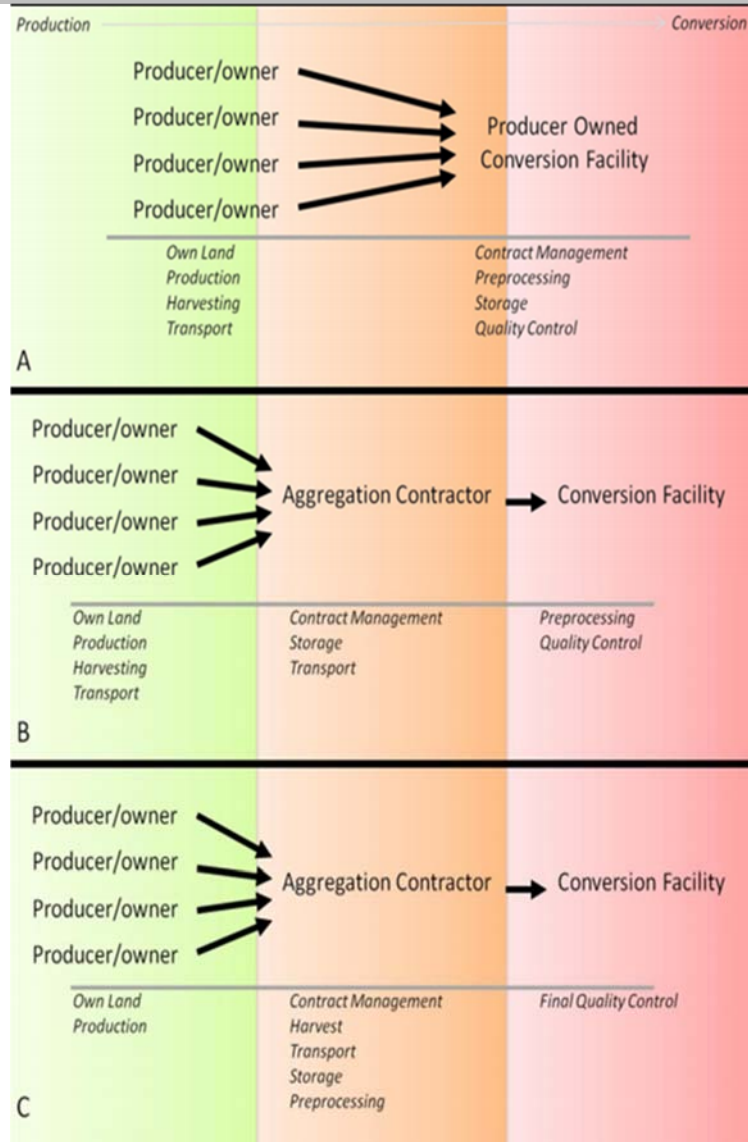 Production
Conversion
Producer/owner
Producer/owner
Producer/owner
Producer/owner
Producer Owned
Conversion Facility
Own Land
Production
Harvesting
Transport
Contract Management
Preprocessing
Storage
Quality Control
A
Producer/owner
Producer/owner
Producer/owner
Producer/owner
Aggregation Contractor
Conversion Facility
Own Land
Production
Harvesting
Transport
Contract Management
Storage
Transport
Preprocessing
Quality Control
B
Producer/owner
Producer/owner
Producer/owner
Producer/owner
Aggregation Contractor
Conversion Facility
Own Land
Production
Contract Management
Harvest
Transport
Storage
Preprocessing
Final Quality Control
C